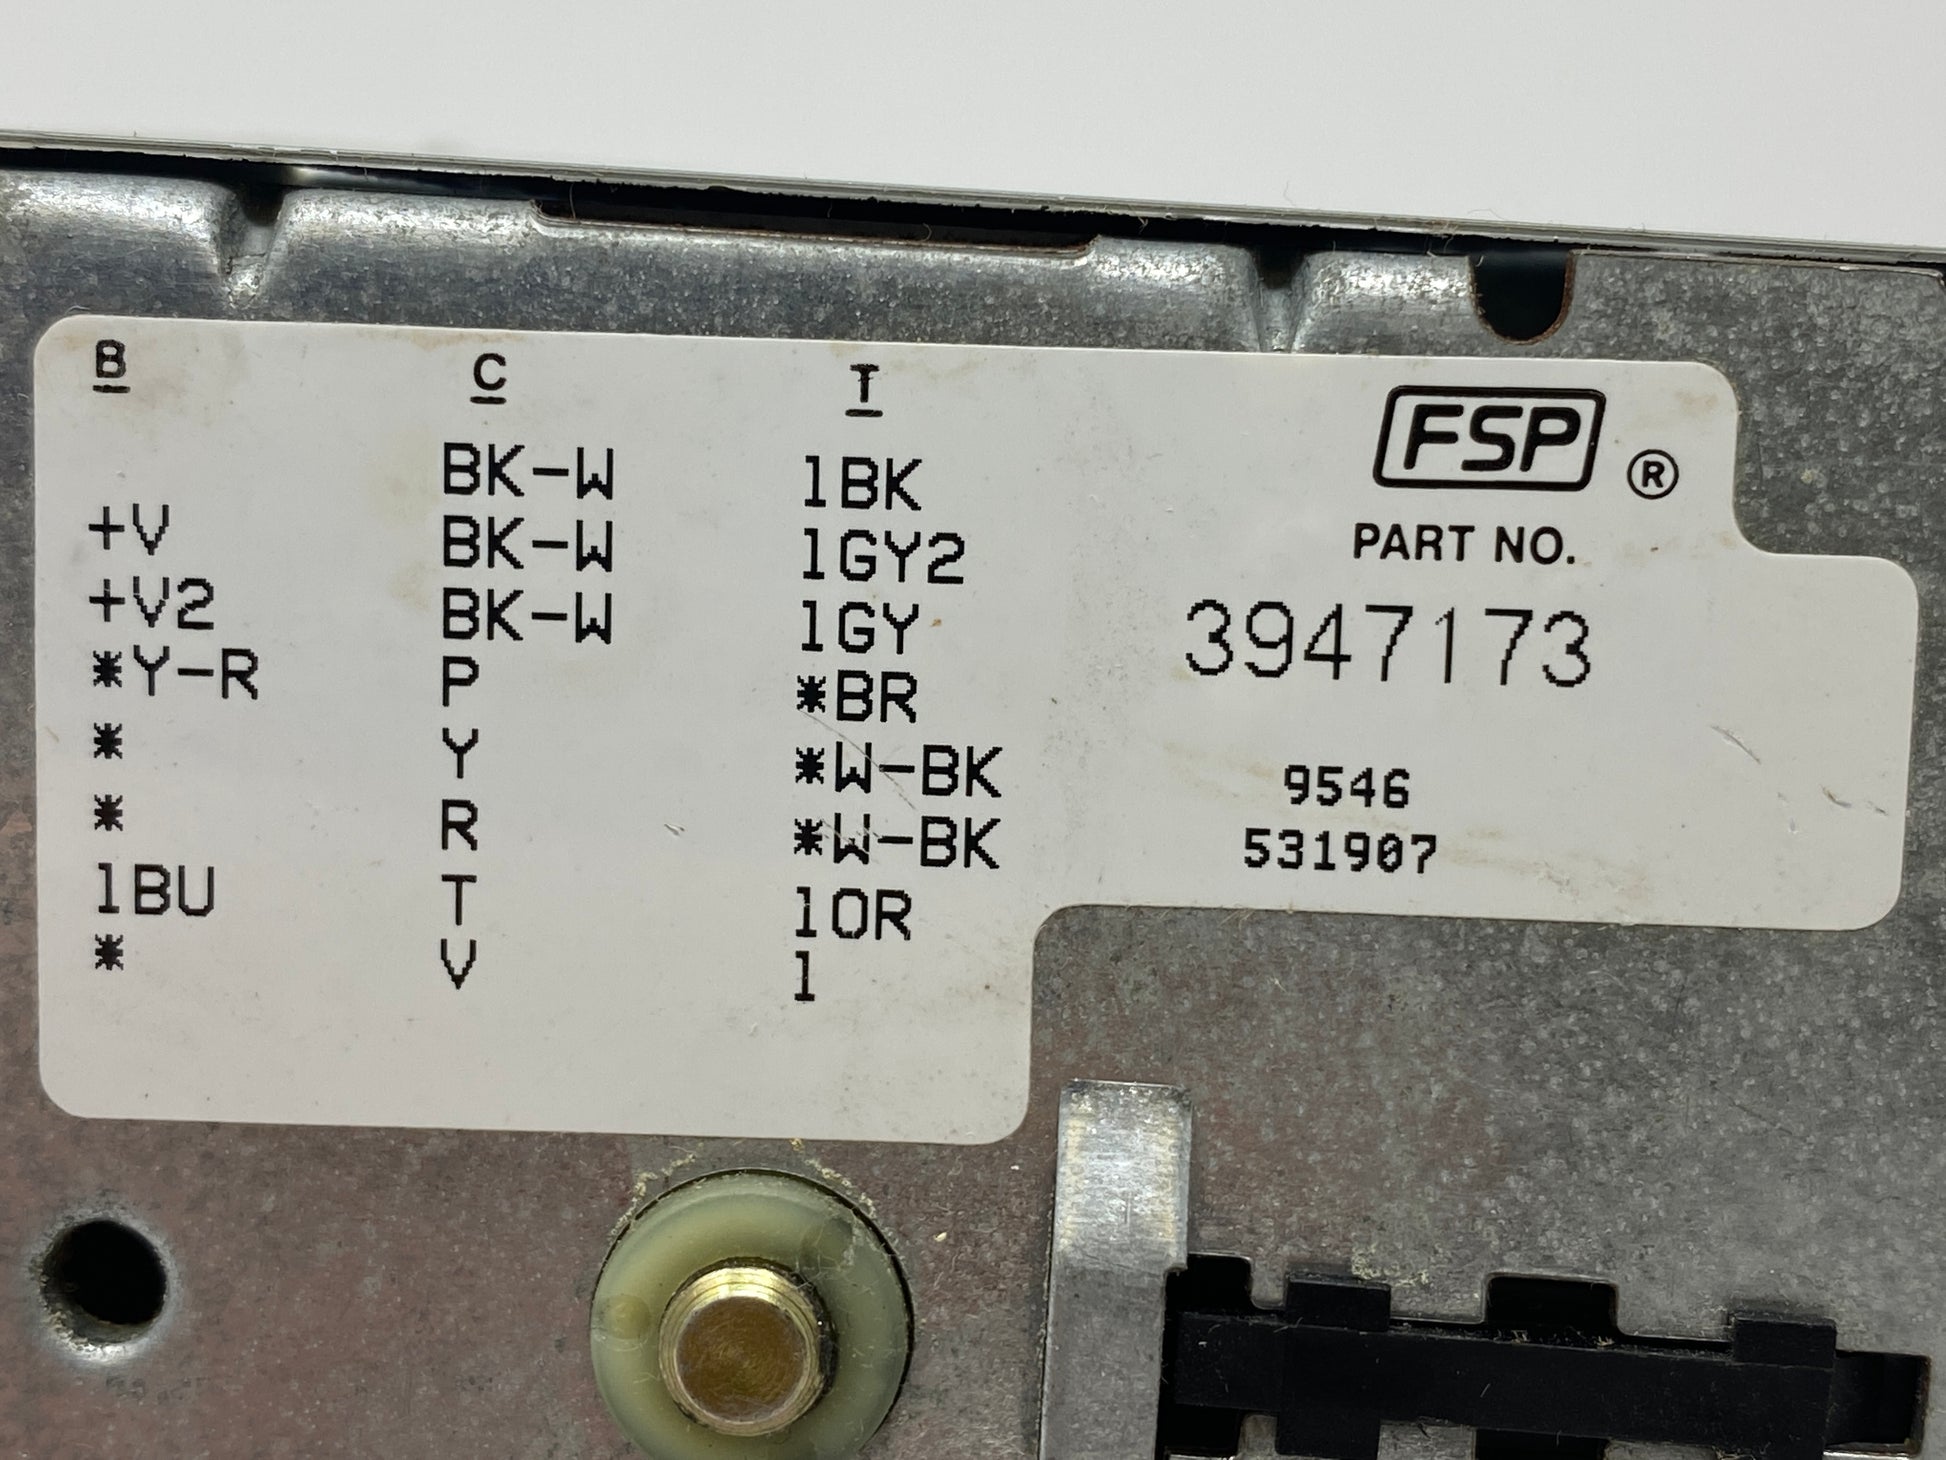 B C T
BK-W 1BK
+V BK-W 1GY2
+V2 BK-W 1GY
*Y-R P *BR
* Y *W-BK
* R *W-BK
1BU T 1OR
* V 1
FSP ®
PART NO.
3947173
9546
531907